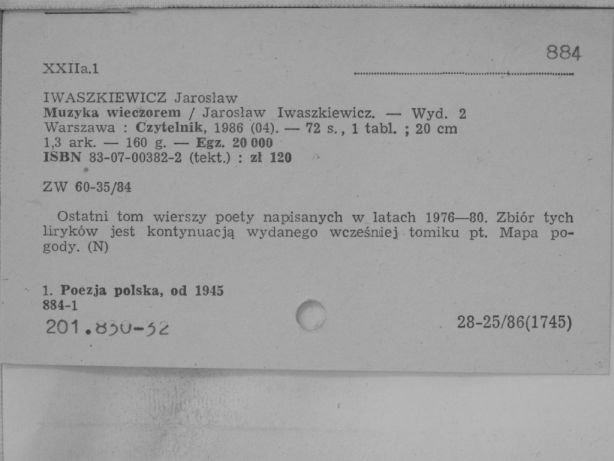 884
XXIIa.1
IWASZKIEWICZ Jarosław
Muzyka wieczorem / Jarosław Iwaszkiewicz. — Wyd. 2
Warszawa : Czytelnik, 1986 (04). — 72 s., 1 tabl. ; 20 cm
1,3 ark. — 160 g. — Egz. 20 000
ISBN 83-07-00382-2 (tekt.) : zł 120
ZW 60-35/84
Ostatni tom wierszy poety napisanych w latach 1976—80. Zbiór tych
liryków jest kontynuacją wydanego wcześniej tomiku pt. Mapa po-
gody. (N)
1. Poezja polska, od 1945
884-1
201.830-32
28-25/86(1745)